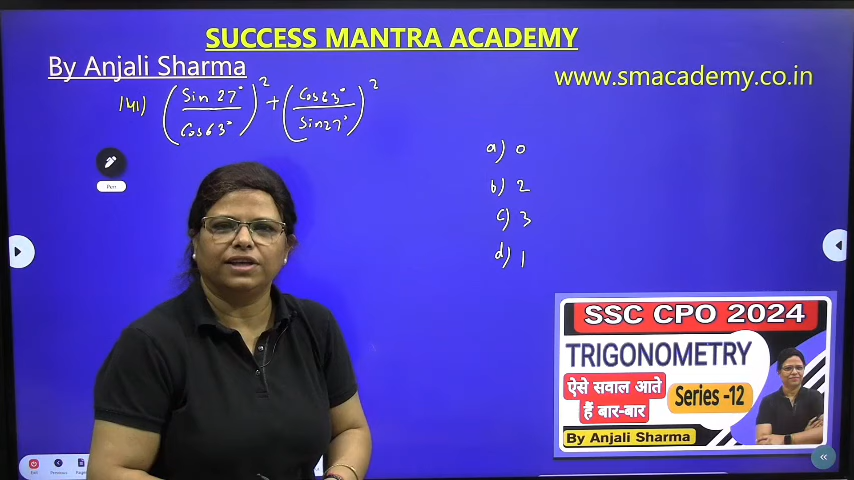 SUCCESS MANTRA ACADEMY
By Anjali Sharma
www.smacademy.co.in
141) (Sin 27° / Cos 63°)² + (Cos 63° / Sin 27°)²
a) 0
b) 2
c) 3
d) 1
Pen
SSC CPO 2024
TRIGONOMETRY
ऐसे सवाल आते
हैं बार-बार
Series -12
By Anjali Sharma